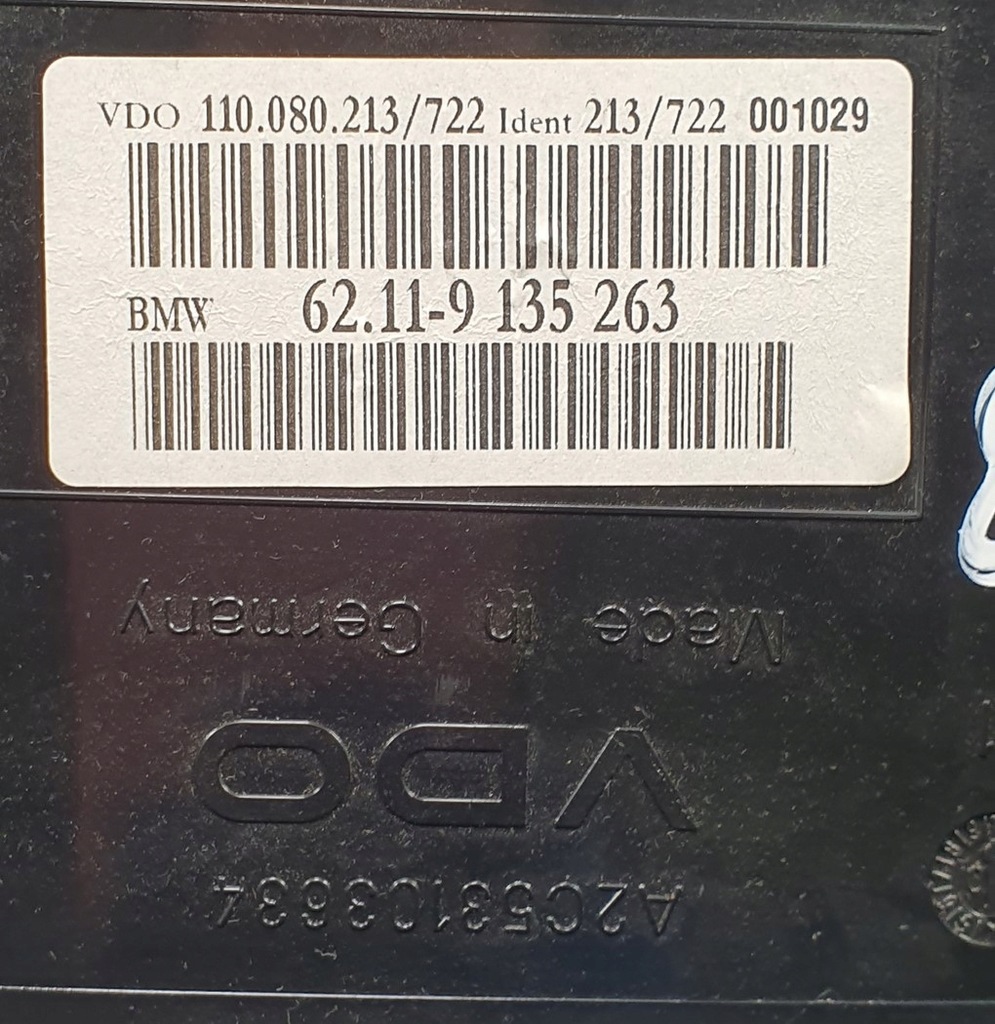 VDO 110.080.213/722 Ident 213/722 001029
BMW 62.11-9 135 263
Made in Germany
VDO
A2C53103634